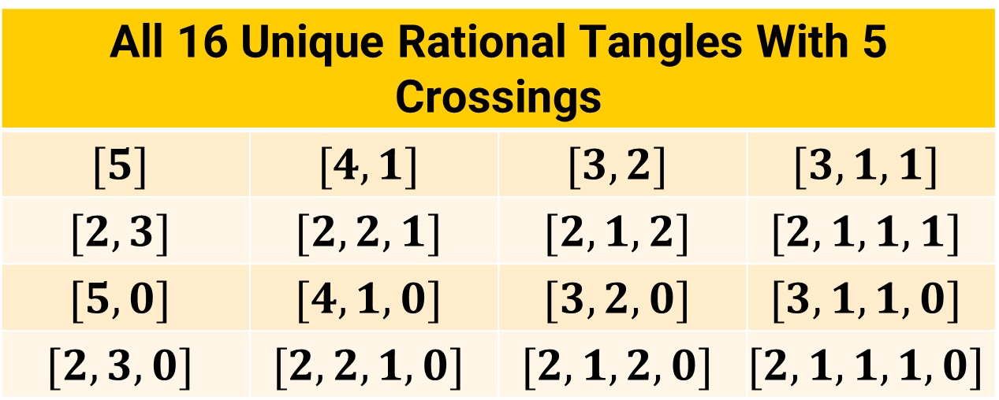 All 16 Unique Rational Tangles With 5
Crossings
[5] [4, 1] [3, 2] [3, 1, 1]
[2, 3] [2, 2, 1] [2, 1, 2] [2, 1, 1, 1]
[5, 0] [4, 1, 0] [3, 2, 0] [3, 1, 1, 0]
[2, 3, 0] [2, 2, 1, 0] [2, 1, 2, 0] [2, 1, 1, 1, 0]